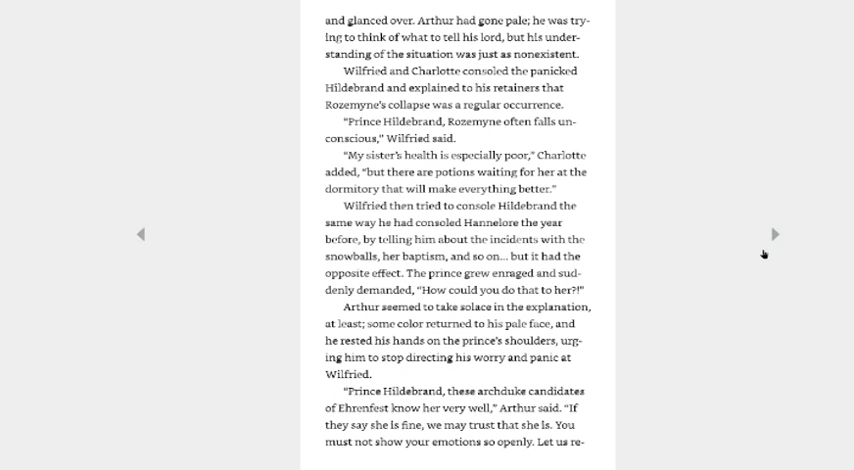 and glanced over. Arthur had gone pale; he was try-
ing to think of what to tell his lord, but his under-
standing of the situation was just as nonexistent.
Wilfried and Charlotte consoled the panicked
Hildebrand and explained to his retainers that
Rozemyne's collapse was a regular occurrence.
“Prince Hildebrand, Rozemyne often falls un-
conscious,” Wilfried said.
“My sister's health is especially poor,” Charlotte
added, “but there are potions waiting for her at the
dormitory that will make everything better.”
Wilfried then tried to console Hildebrand the
same way he had consoled Hannelore the year
before, by telling him about the incidents with the
snowballs, her baptism, and so on... but it had the
opposite effect. The prince grew enraged and sud-
denly demanded, “How could you do that to her?!”
Arthur seemed to take solace in the explanation,
at least; some color returned to his pale face, and
he rested his hands on the prince's shoulders, urg-
ing him to stop directing his worry and panic at
Wilfried.
“Prince Hildebrand, these archduke candidates
of Ehrenfest know her very well,” Arthur said. “If
they say she is fine, we may trust that she is. You
must not show your emotions so openly. Let us re-